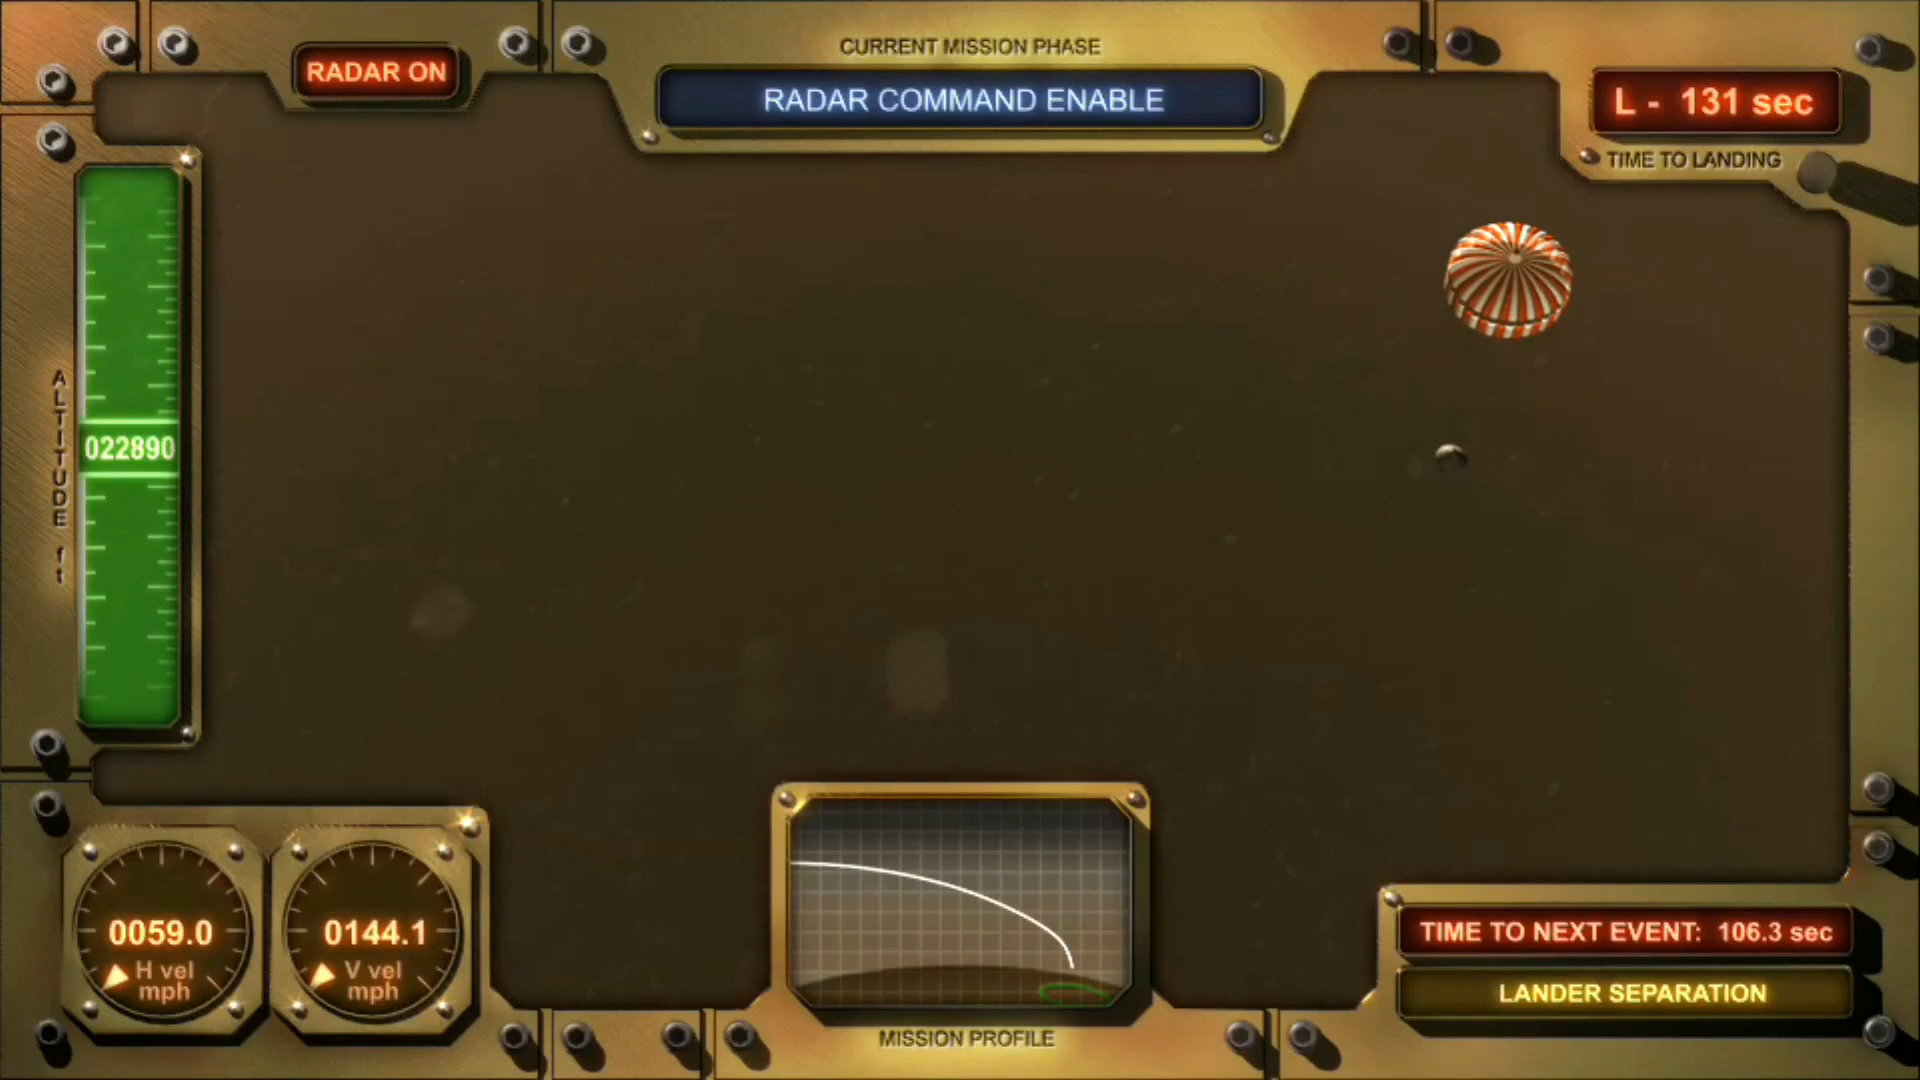 CURRENT MISSION PHASE
RADAR ON
RADAR COMMAND ENABLE
L - 131 sec
TIME TO LANDING
ALTITUDE ft
022890
0059.0
H vel
mph
0144.1
V vel
mph
MISSION PROFILE
TIME TO NEXT EVENT: 106.3 sec
LANDER SEPARATION